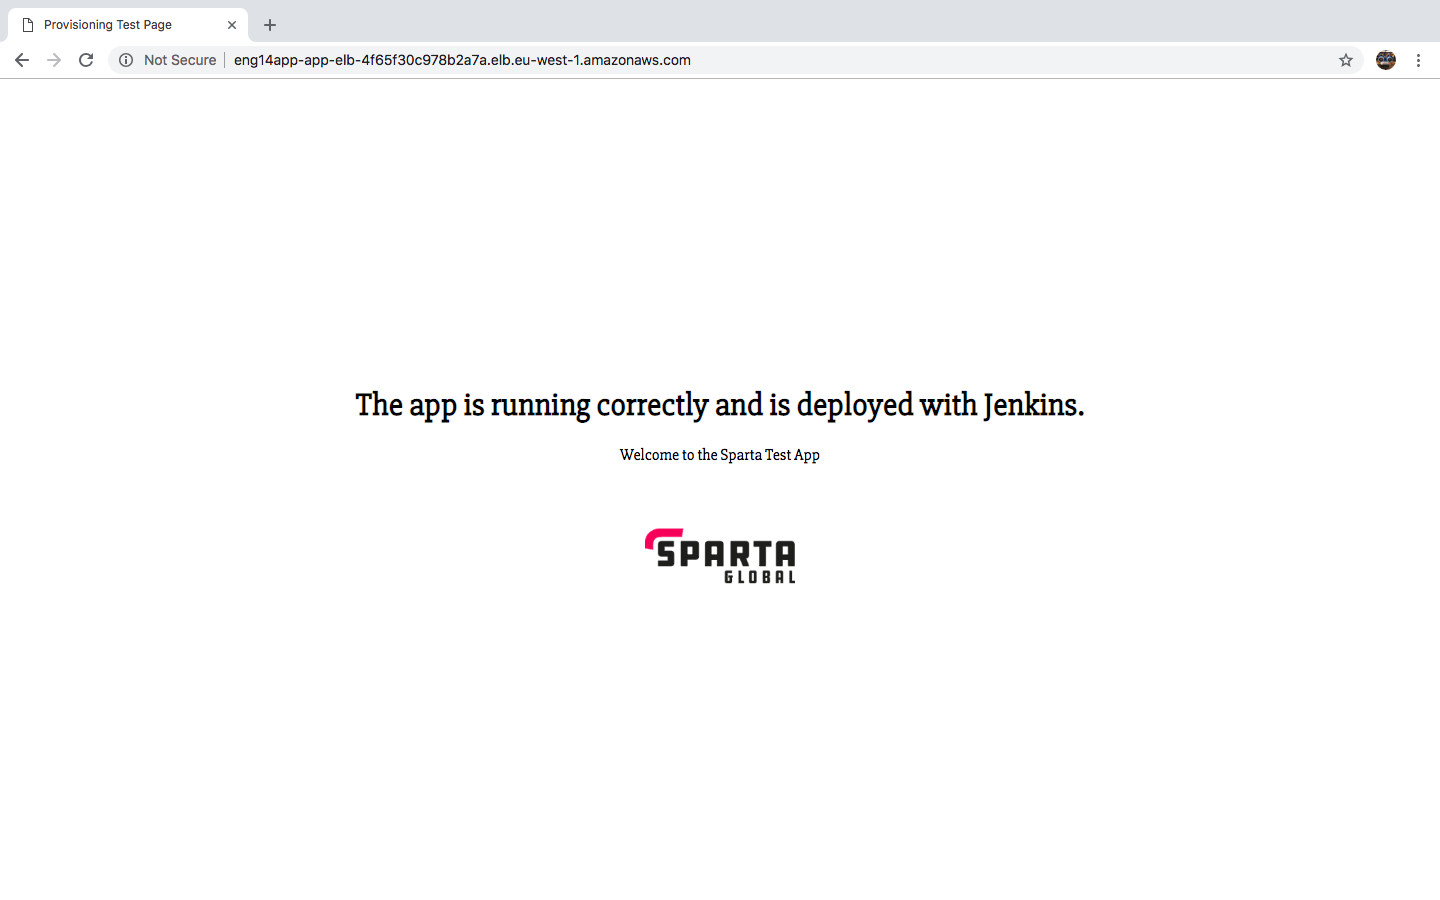 Provisioning Test Page
Not Secure
eng14app-app-elb-4f65f30c978b2a7a.elb.eu-west-1.amazonaws.com
The app is running correctly and is deployed with Jenkins.
Welcome to the Sparta Test App
SPARTA
GLOBAL